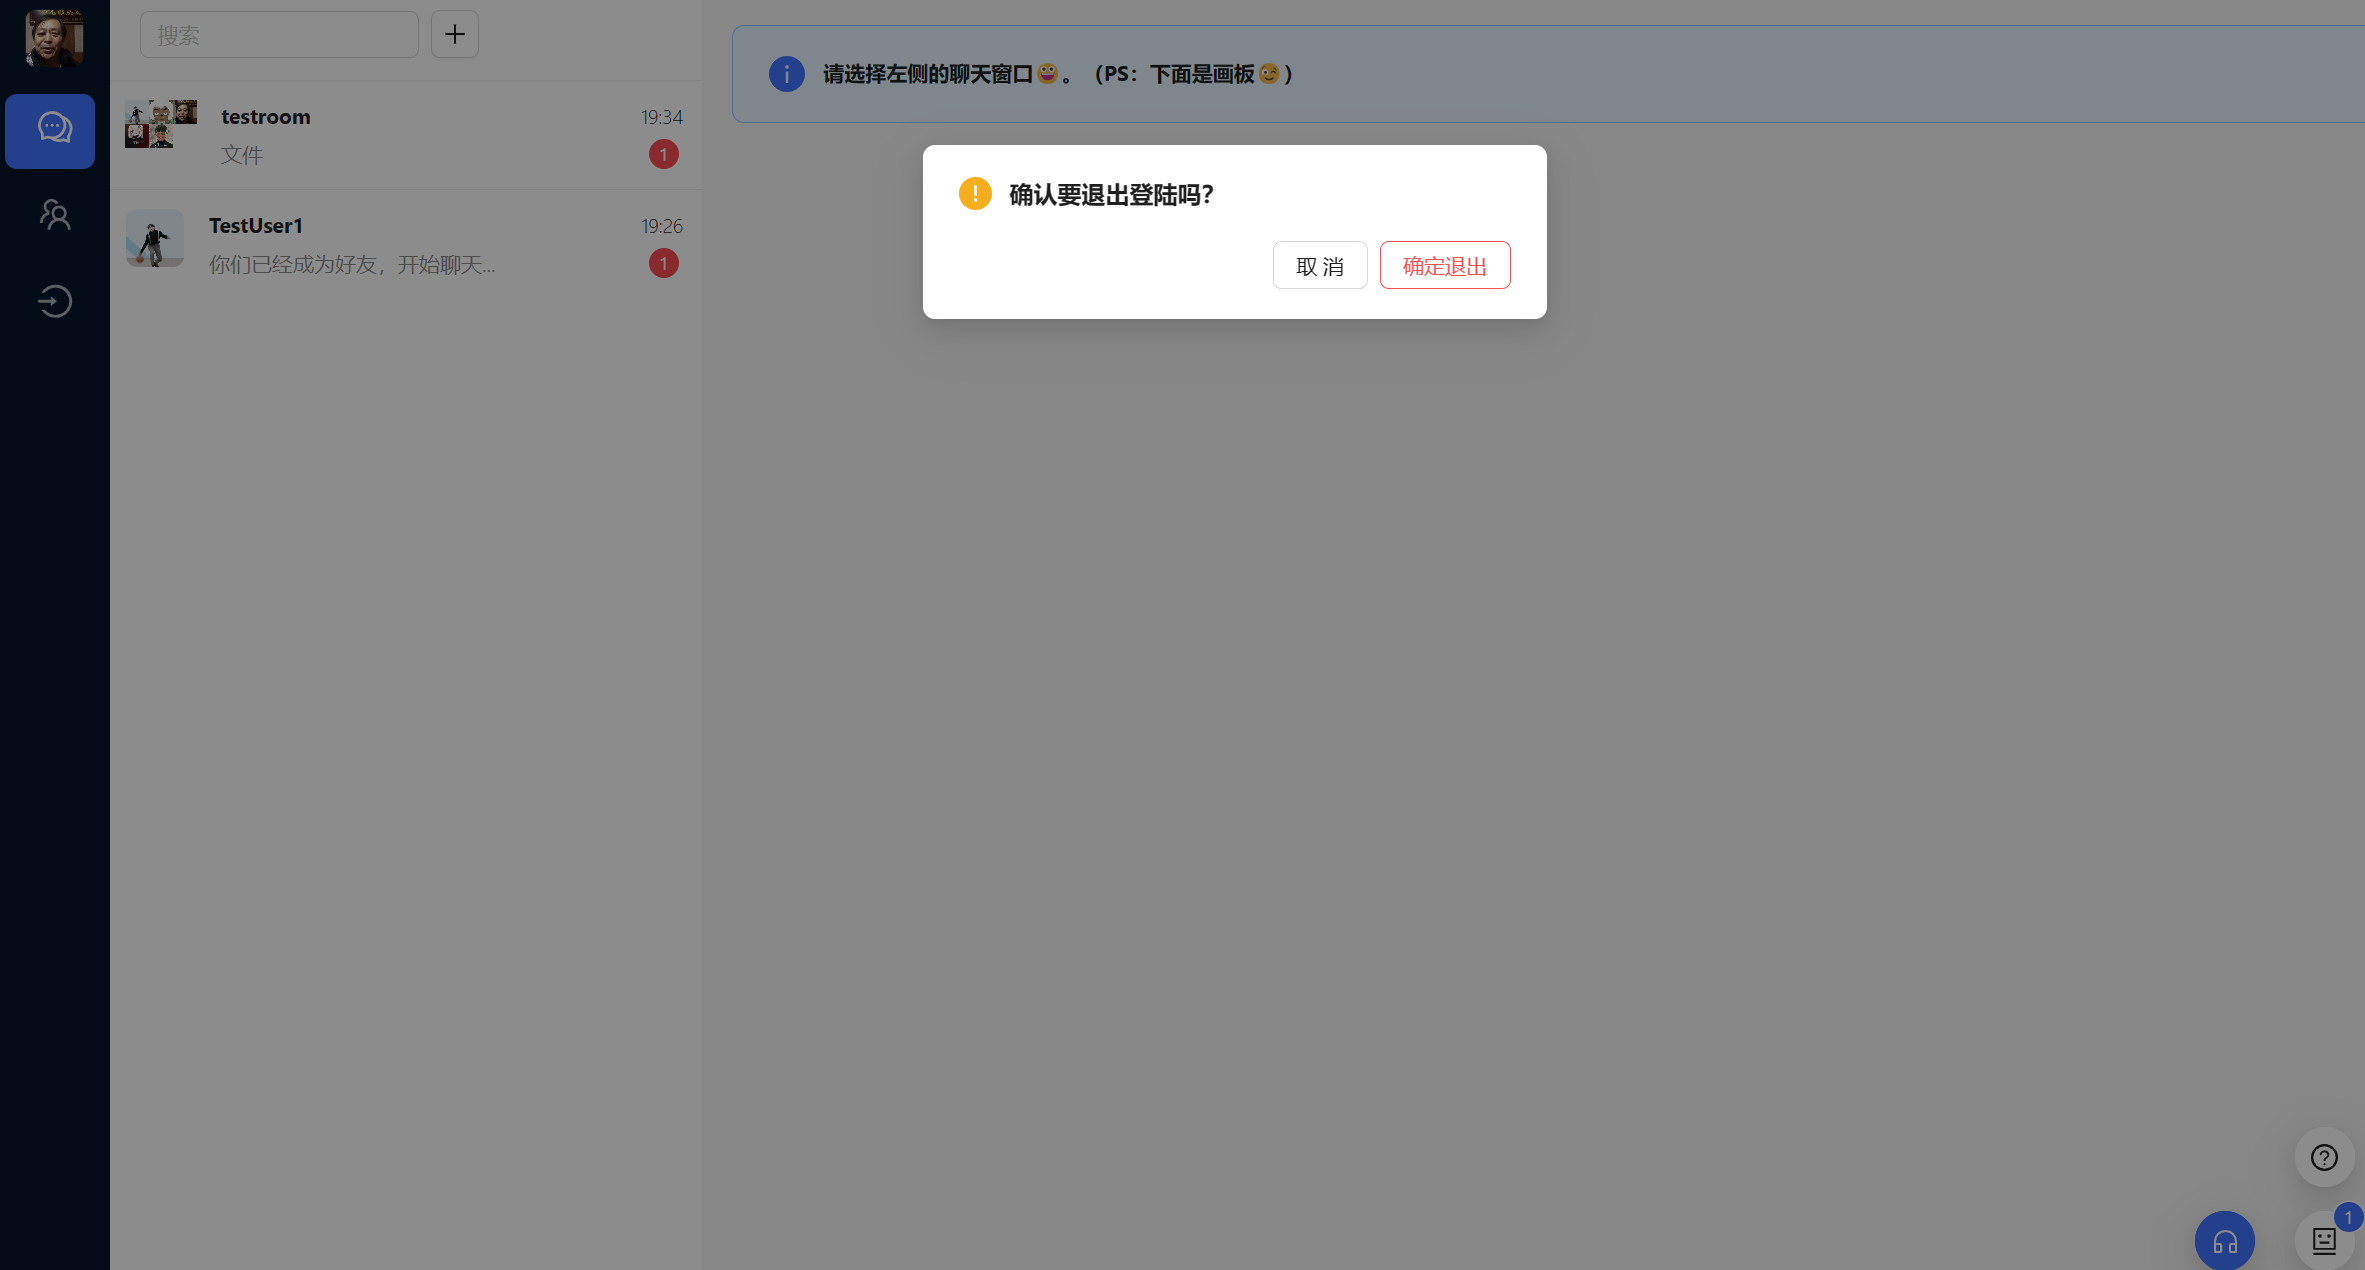 搜索
testroom
19:34
文件
1
TestUser1
19:26
你们已经成为好友，开始聊天...
1
请选择左侧的聊天窗口😀。（PS：下面是画板😉）
确认要退出登陆吗？
取 消
确定退出
1